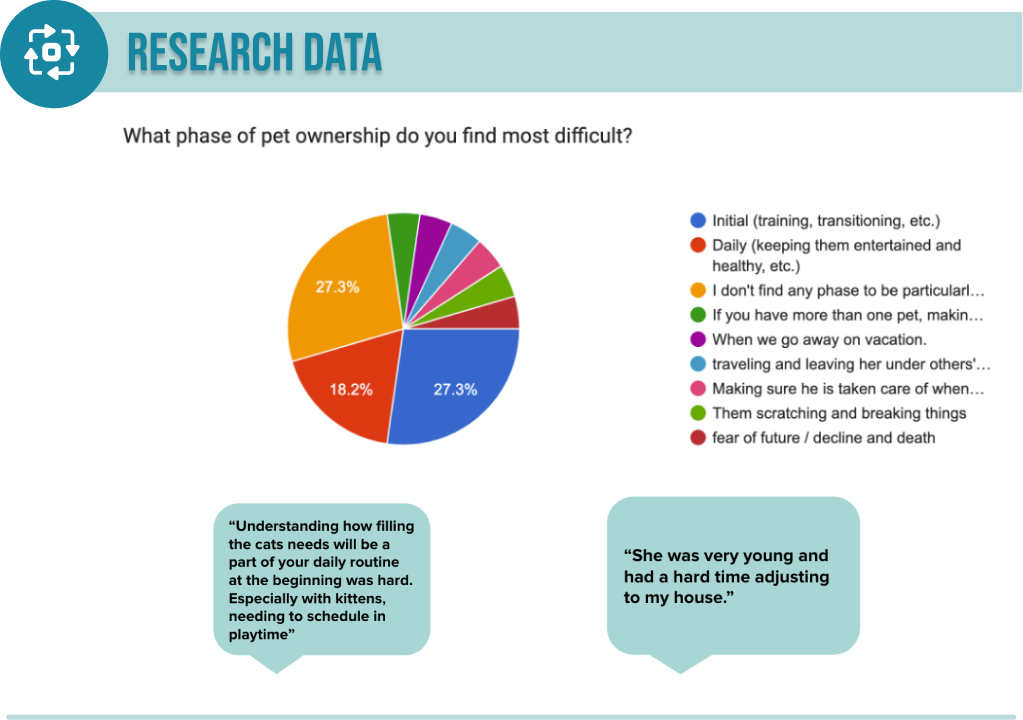 RESEARCH DATA
What phase of pet ownership do you find most difficult?
27.3%
18.2%
27.3%
Initial (training, transitioning, etc.)
Daily (keeping them entertained and
healthy, etc.)
I don't find any phase to be particularl…
If you have more than one pet, makin…
When we go away on vacation.
traveling and leaving her under others'…
Making sure he is taken care of when…
Them scratching and breaking things
fear of future / decline and death
“Understanding how filling
the cats needs will be a
part of your daily routine
at the beginning was hard.
Especially with kittens,
needing to schedule in
playtime”
“She was very young and
had a hard time adjusting
to my house.”